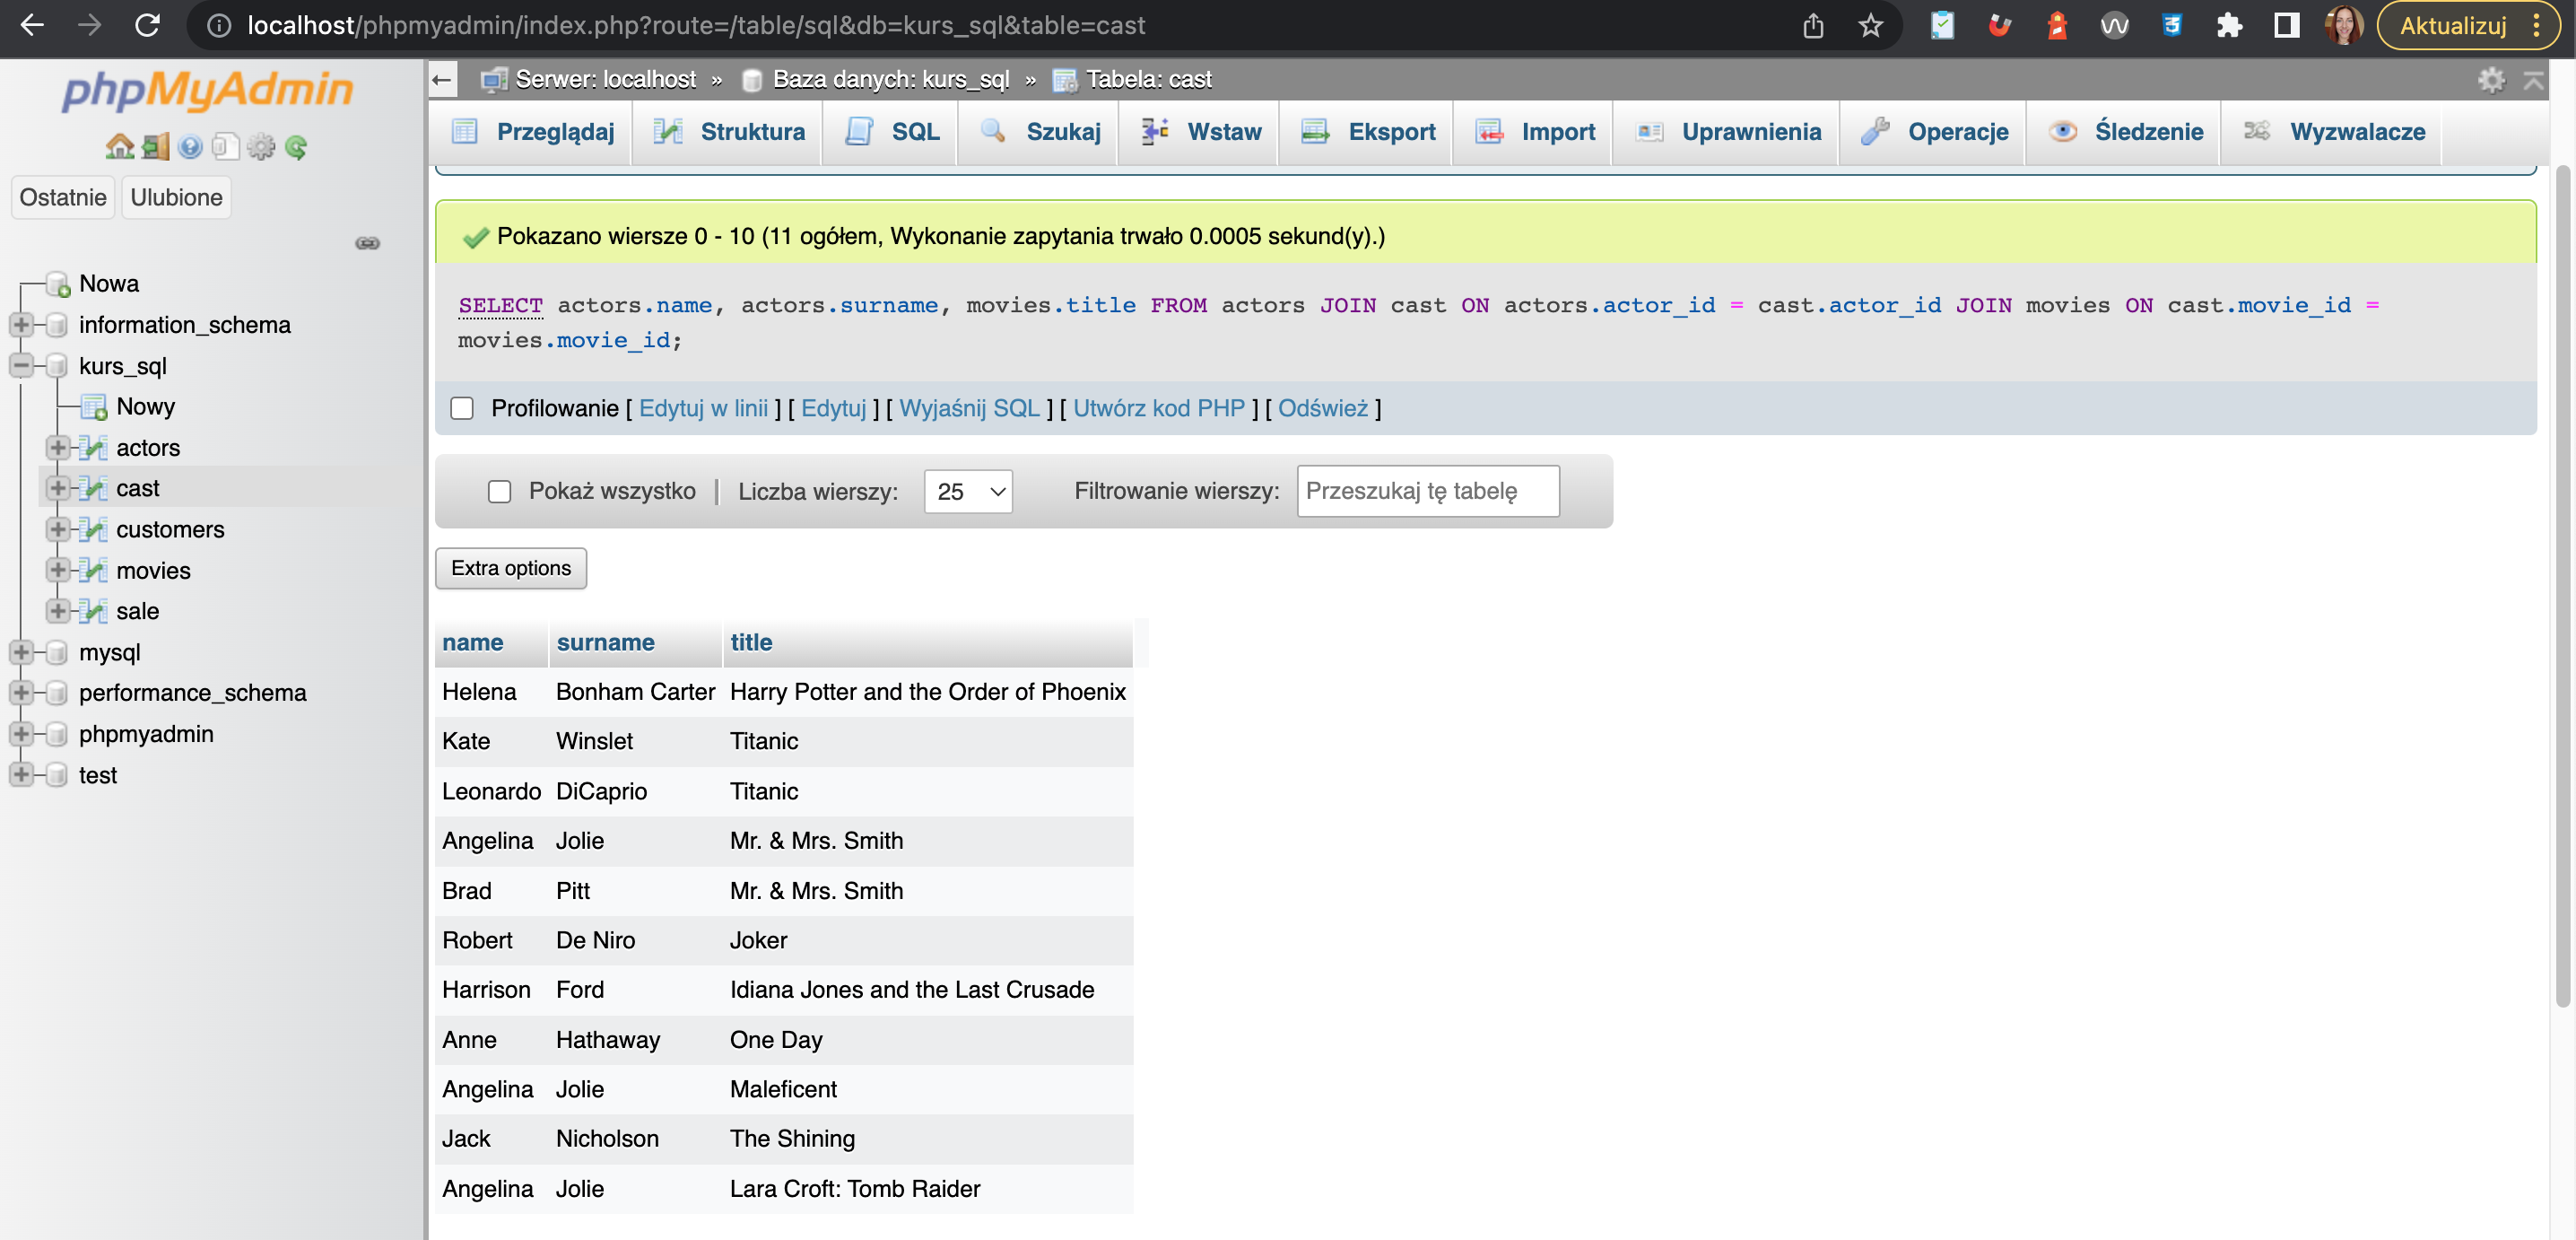 localhost/phpmyadmin/index.php?route=/table/sql&db=kurs_sql&table=cast
Aktualizuj
phpMyAdmin
Ostatnie Ulubione
Nowa
information_schema
kurs_sql
Nowy
actors
cast
customers
movies
sale
mysql
performance_schema
phpmyadmin
test
Serwer: localhost » Baza danych: kurs_sql » Tabela: cast
Przeglądaj Struktura SQL Szukaj Wstaw Eksport Import Uprawnienia Operacje Śledzenie Wyzwalacze
Pokazano wiersze 0 - 10 (11 ogółem, Wykonanie zapytania trwało 0.0005 sekund(y).)
SELECT actors.name, actors.surname, movies.title FROM actors JOIN cast ON actors.actor_id = cast.actor_id JOIN movies ON cast.movie_id =
movies.movie_id;
Profilowanie [ Edytuj w linii ] [ Edytuj ] [ Wyjaśnij SQL ] [ Utwórz kod PHP ] [ Odśwież ]
Pokaż wszystko | Liczba wierszy: 25 Filtrowanie wierszy: Przeszukaj tę tabelę
Extra options
name surname title
Helena Bonham Carter Harry Potter and the Order of Phoenix
Kate Winslet Titanic
Leonardo DiCaprio Titanic
Angelina Jolie Mr. & Mrs. Smith
Brad Pitt Mr. & Mrs. Smith
Robert De Niro Joker
Harrison Ford Idiana Jones and the Last Crusade
Anne Hathaway One Day
Angelina Jolie Maleficent
Jack Nicholson The Shining
Angelina Jolie Lara Croft: Tomb Raider